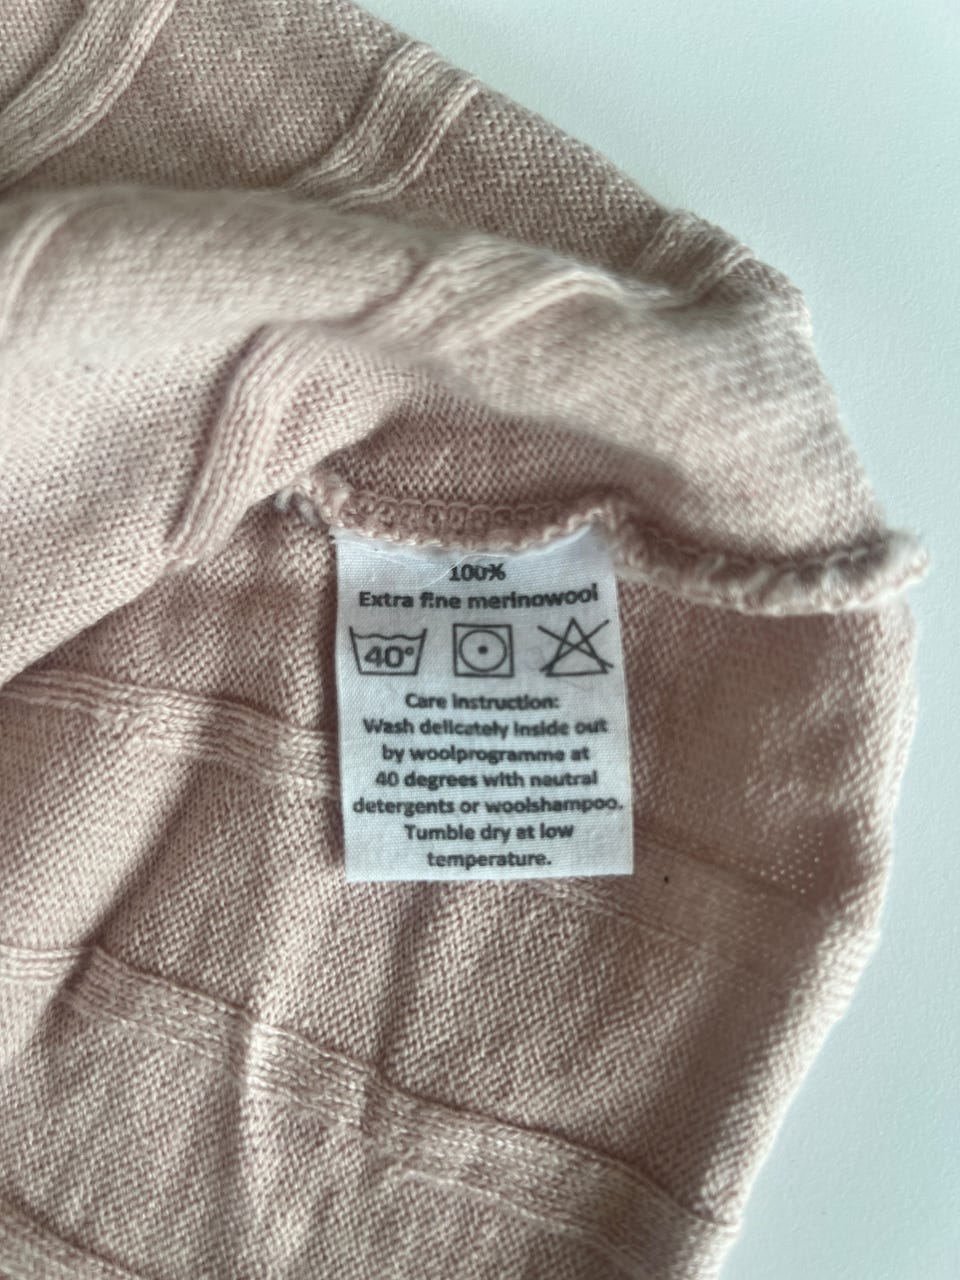 100%
Extra fine merinowool
40°
Care instruction:
Wash delicately inside out
by woolprogramme at
40 degrees with neutral
detergents or woolshampoo.
Tumble dry at low
temperature.